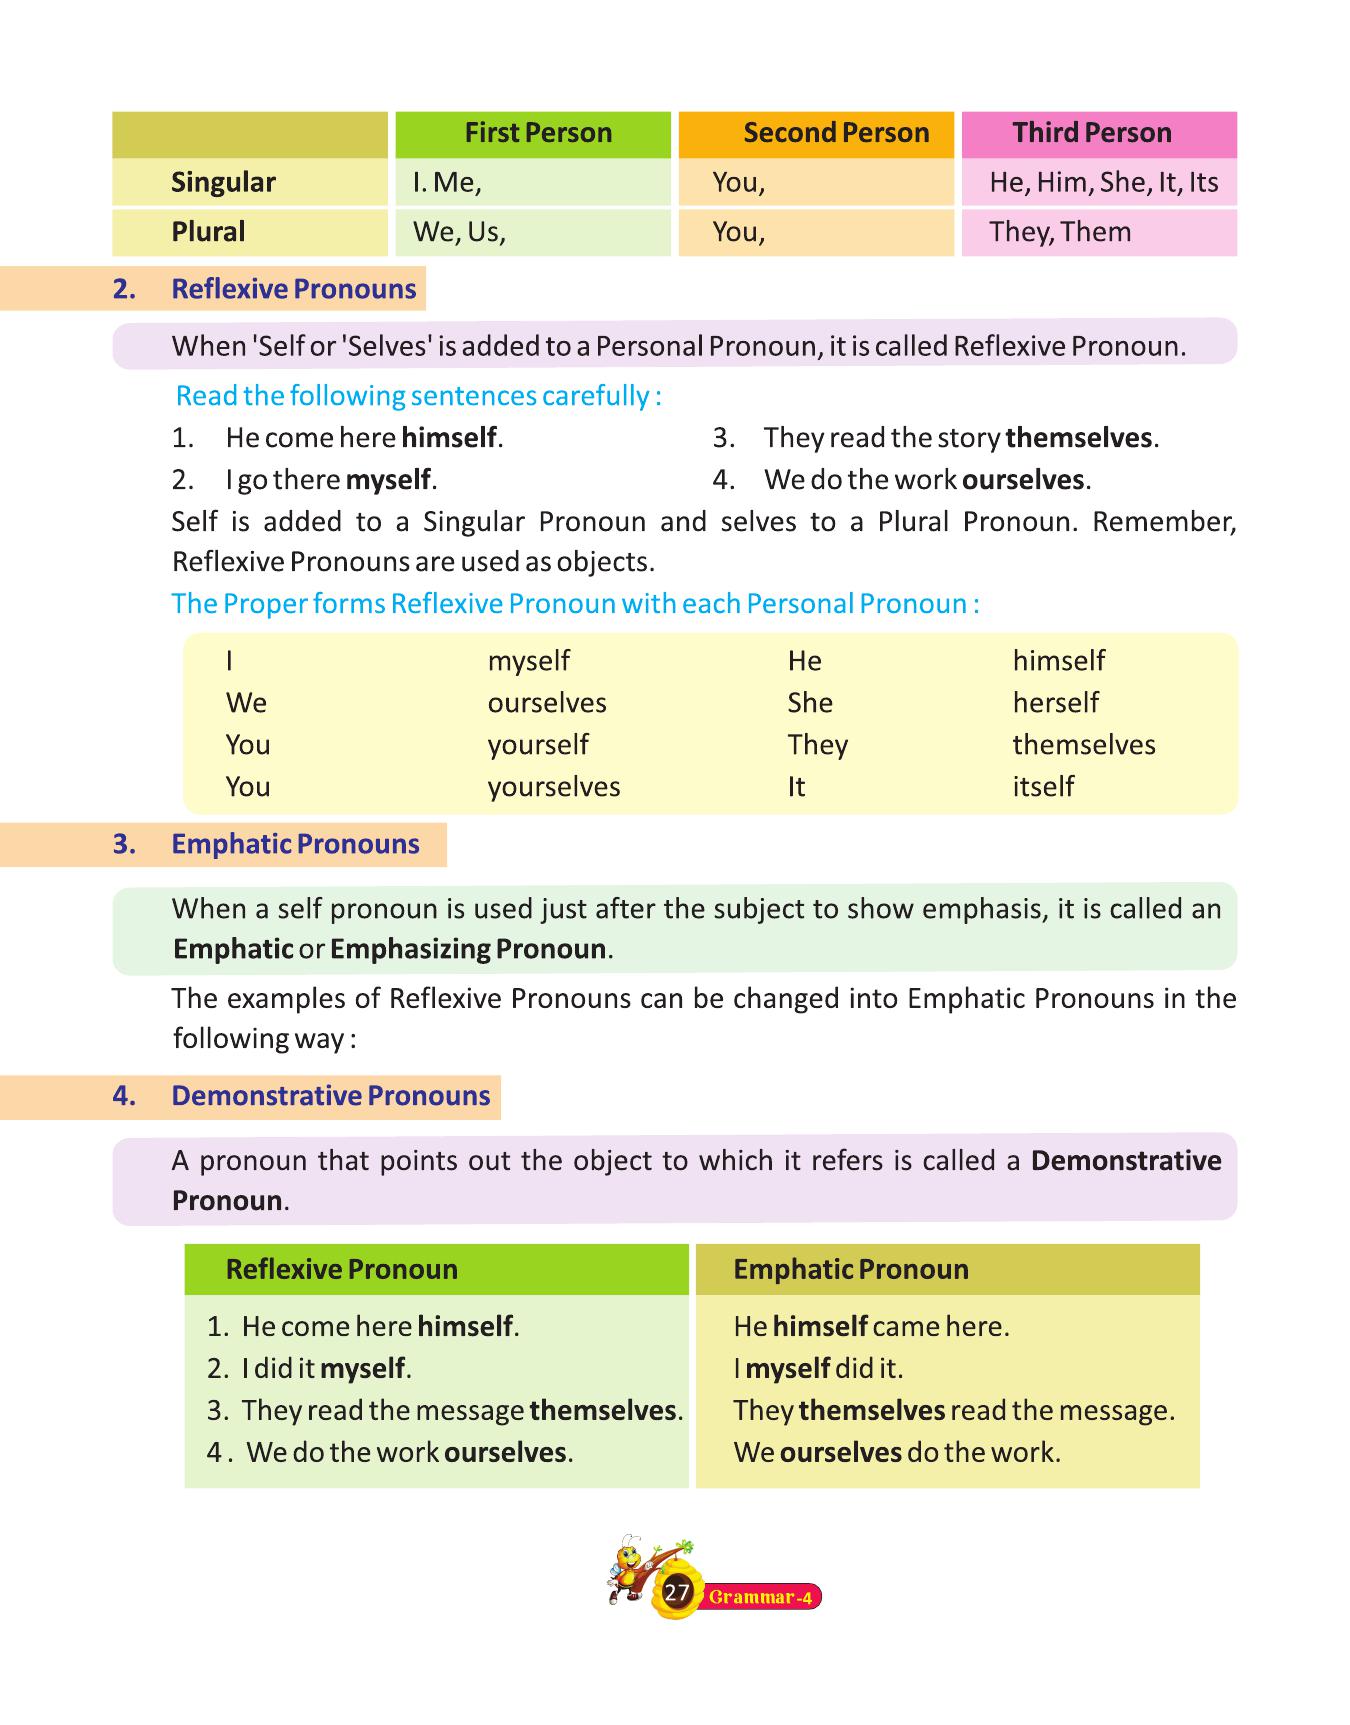 First Person Second Person Third Person
Singular I. Me, You, He, Him, She, It, Its
Plural We, Us, You, They, Them
2. Reflexive Pronouns
When 'Self or 'Selves' is added to a Personal Pronoun, it is called Reflexive Pronoun.
Read the following sentences carefully :
1. He come here himself. 3. They read the story themselves.
2. I go there myself. 4. We do the work ourselves.
Self is added to a Singular Pronoun and selves to a Plural Pronoun. Remember,
Reflexive Pronouns are used as objects.
The Proper forms Reflexive Pronoun with each Personal Pronoun :
I myself He himself
We ourselves She herself
You yourself They themselves
You yourselves It itself
3. Emphatic Pronouns
When a self pronoun is used just after the subject to show emphasis, it is called an
Emphatic or Emphasizing Pronoun.
The examples of Reflexive Pronouns can be changed into Emphatic Pronouns in the
following way :
4. Demonstrative Pronouns
A pronoun that points out the object to which it refers is called a Demonstrative
Pronoun.
Reflexive Pronoun Emphatic Pronoun
1. He come here himself. He himself came here.
2. I did it myself. I myself did it.
3. They read the message themselves. They themselves read the message.
4 . We do the work ourselves. We ourselves do the work.
27 Grammar-4